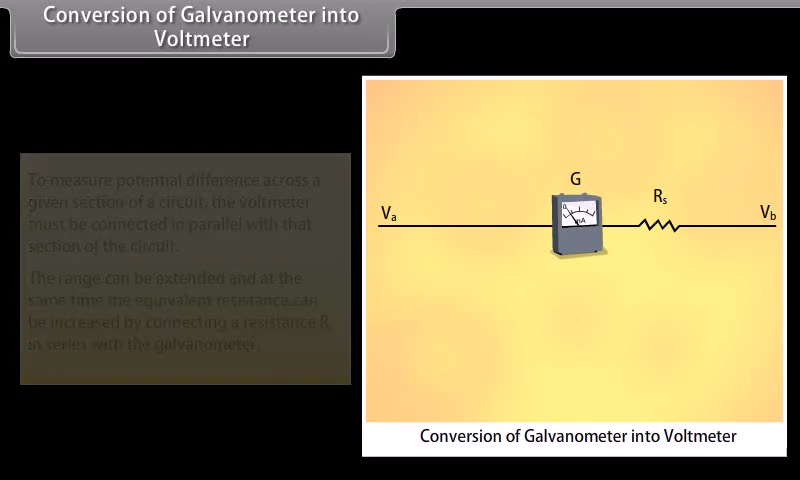 Conversion of Galvanometer into
Voltmeter
To measure potential difference across a
given section of a circuit, the voltmeter
must be connected in parallel with that
section of the circuit.
The range can be extended and at the
same time the equivalent resistance can
be increased by connecting a resistance Rs
in series with the galvanometer.
G
Rs
Va
Vb
0
mA
Conversion of Galvanometer into Voltmeter